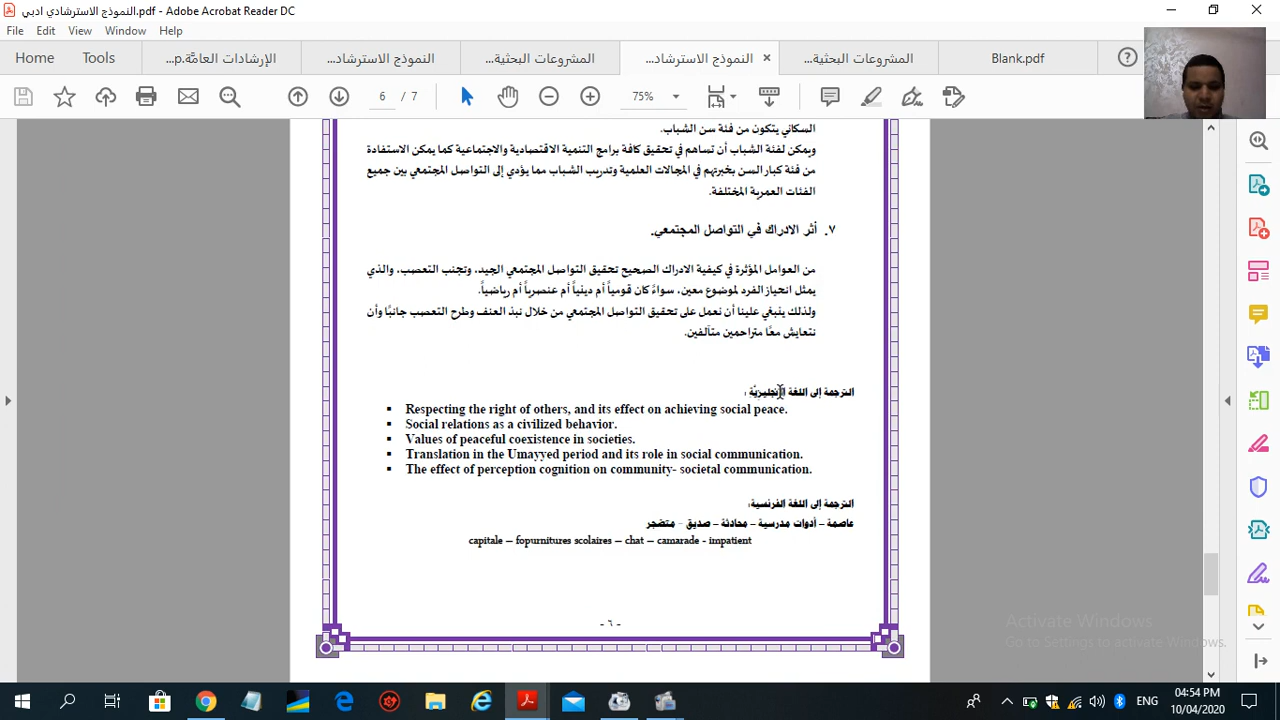 النموذج الاسترشادي ادبي.pdf - Adobe Acrobat Reader DC
File Edit View Window Help
Home Tools الإرشادات العامّة.p... النموذج الاسترشاد... المشروعات البحثية... النموذج الاسترشاد... المشروعات البحثية... Blank.pdf
6 / 7 75%
السكاني يتكون من فئة سن الشباب.
ويمكن لفئة الشباب أن تساهم في تحقيق كافة برامج التنمية الاقتصادية والاجتماعية كما يمكن الاستفادة
من فئة كبار السن بخبرتهم في المجالات العلمية وتدريب الشباب مما يؤدي إلى التواصل المجتمعي بين جميع
الفئات العمرية المختلفة.
٧. أثر الادراك في التواصل المجتمعي.
من العوامل المؤثرة في كيفية الادراك الصحيح تحقيق التواصل المجتمعي الجيد، وتجنب التعصب، والذي
يمثل انحياز الفرد لموضوع معين، سواءً كان قومياً أم دينياً أم عنصرياً أم رياضياً.
ولذلك ينبغي علينا أن نعمل على تحقيق التواصل المجتمعي من خلال نبذ العنف وطرح التعصب جانبًا وأن
نتعايش معًا متراحمين متآلفين.
الترجمة إلى اللغة الإنجليزيّة :
▪ Respecting the right of others, and its effect on achieving social peace.
▪ Social relations as a civilized behavior.
▪ Values of peaceful coexistence in societies.
▪ Translation in the Umayyed period and its role in social communication.
▪ The effect of perception cognition on community- societal communication.
الترجمة إلى اللغة الفرنسية:
عاصمة – أدوات مدرسية – محادثة – صديق – متضجر
capitale – fopurnitures scolaires – chat – camarade - impatient
- ٦ -
Activate Windows
Go to Settings to activate Windows.
ENG
04:54 PM
10/04/2020